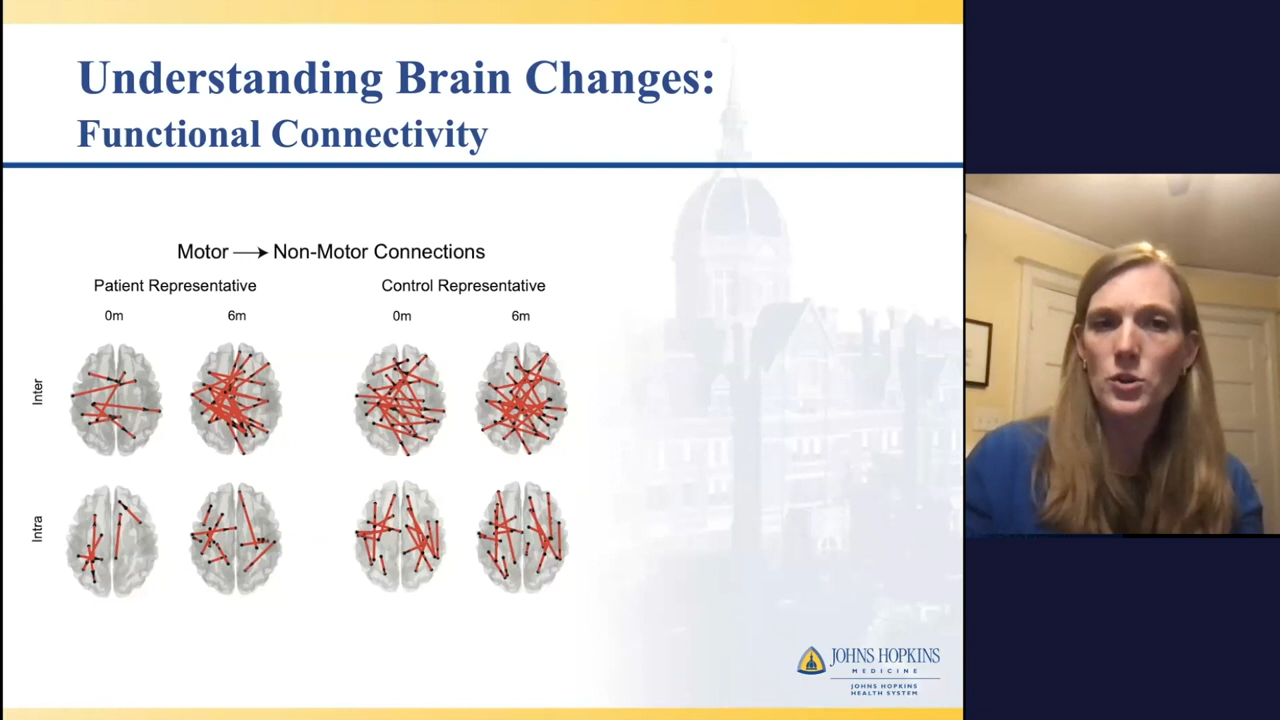 Understanding Brain Changes:
Functional Connectivity
Motor → Non-Motor Connections
Patient Representative
Control Representative
0m
6m
0m
6m
Inter
Intra
JOHNS HOPKINS
MEDICINE
JOHNS HOPKINS
HEALTH SYSTEM